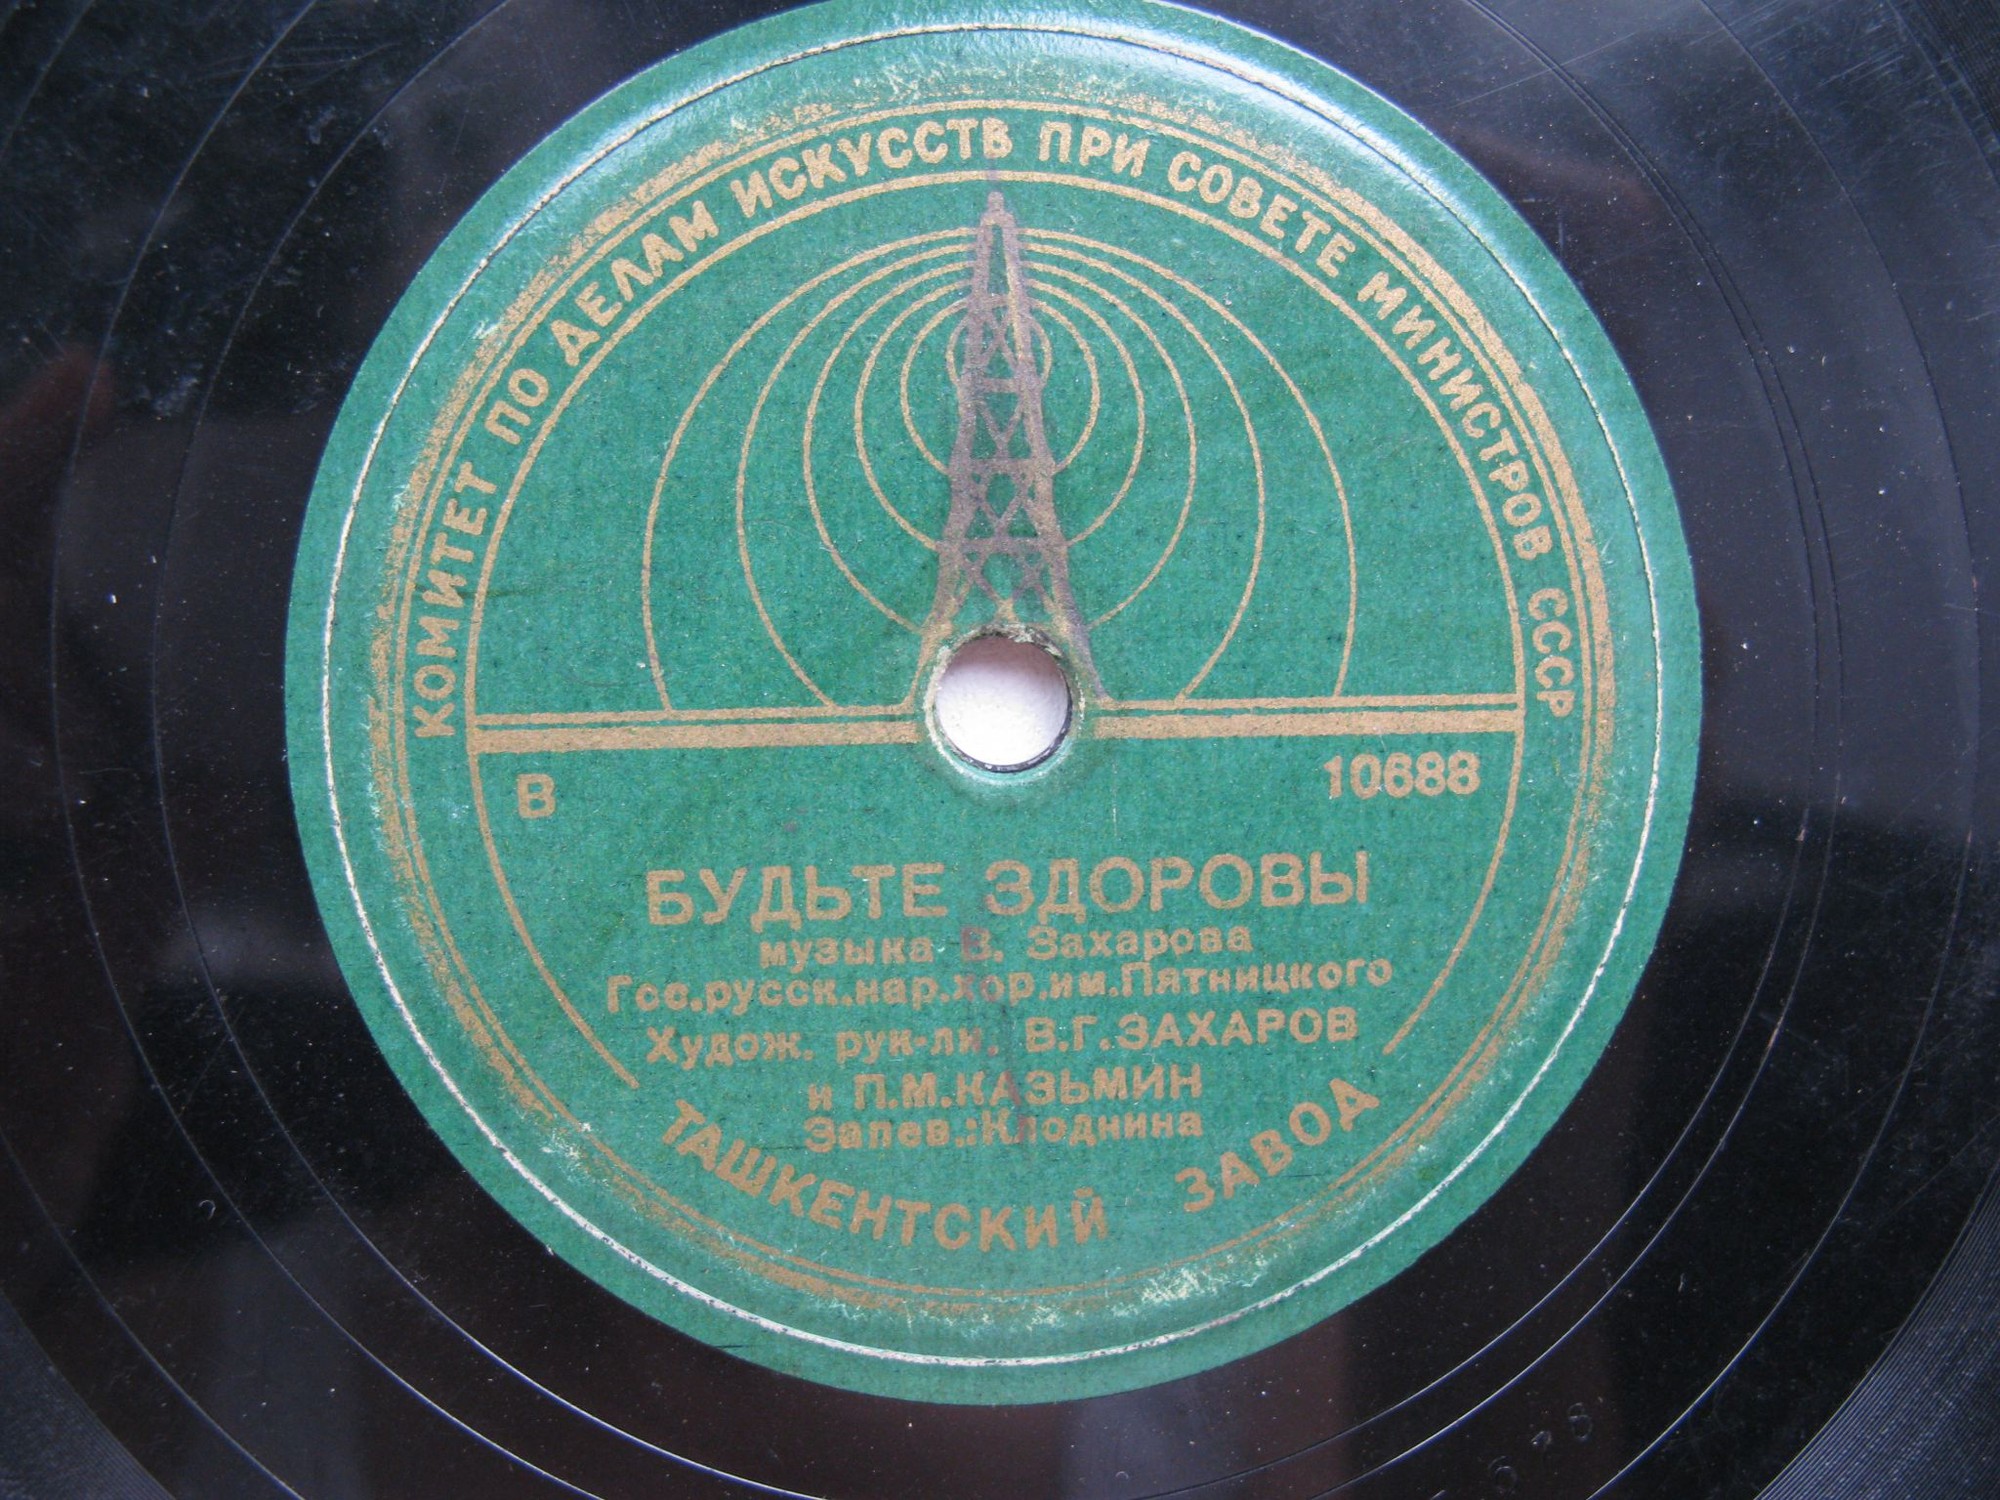 КОМИТЕТ ПО ДЕЛАМ ИСКУССТВ ПРИ СОВЕТЕ МИНИСТРОВ СССР
В 10688
БУДЬТЕ ЗДОРОВЫ
музыка В. Захарова
Гос.русск.нар.хор.им.Пятницкого
Худож. рук-ли. В.Г.ЗАХАРОВ
и П.М.КАЗЬМИН
Запев.:Клоднина
ТАШКЕНТСКИЙ ЗАВОД